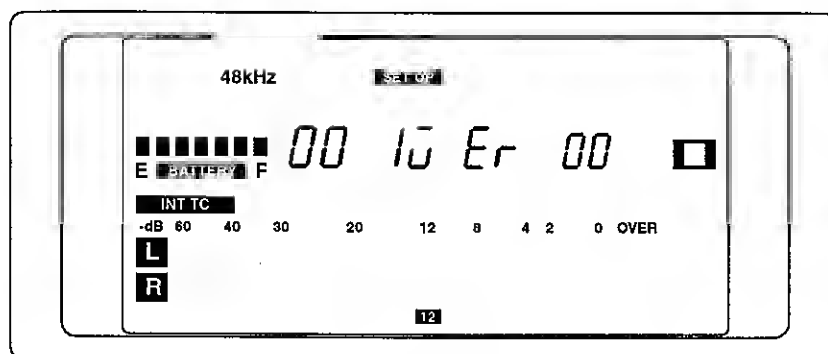 48kHz SET UP
00 1ū Er 00
E BATTERY F
INT TC
-dB 60 40 30 20 12 8 4 2 0 OVER
L
R
12